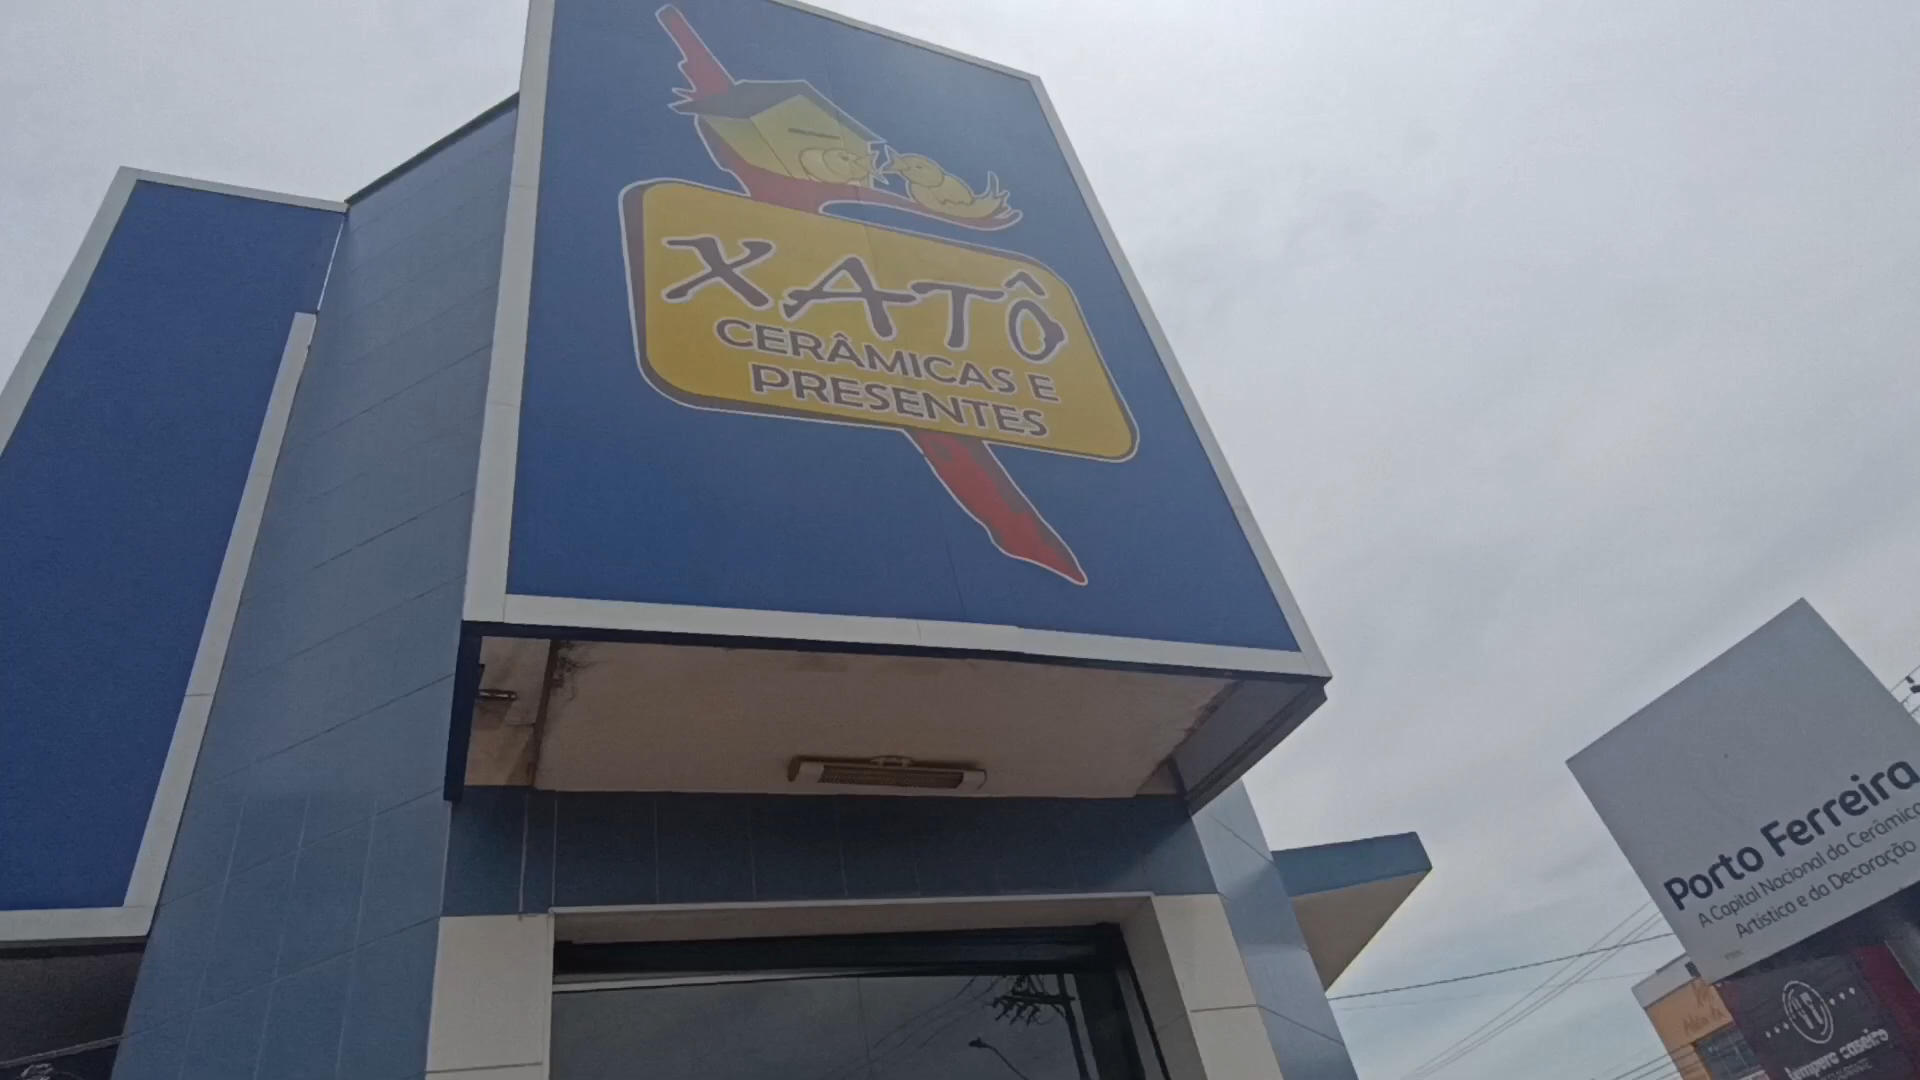 XATÔ
CERÂMICAS E
PRESENTES
Porto Ferreira
A Capital Nacional da Cerâmica
Artística e da Decoração
tempero caseiro